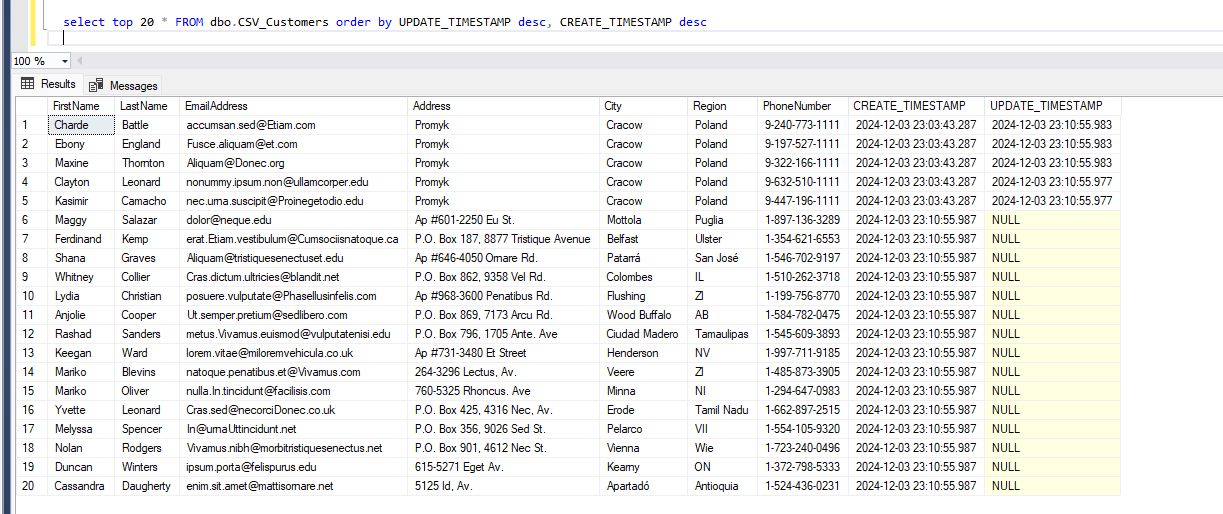 select top 20 * FROM dbo.CSV_Customers order by UPDATE_TIMESTAMP desc, CREATE_TIMESTAMP desc
100 %
Results Messages
FirstName LastName EmailAddress Address City Region PhoneNumber CREATE_TIMESTAMP UPDATE_TIMESTAMP
1 Charde Battle accumsan.sed@Etiam.com Promyk Cracow Poland 9-240-773-1111 2024-12-03 23:03:43.287 2024-12-03 23:10:55.983
2 Ebony England Fusce.aliquam@et.com Promyk Cracow Poland 9-197-527-1111 2024-12-03 23:03:43.287 2024-12-03 23:10:55.983
3 Maxine Thornton Aliquam@Donec.org Promyk Cracow Poland 9-322-166-1111 2024-12-03 23:03:43.287 2024-12-03 23:10:55.983
4 Clayton Leonard nonummy.ipsum.non@ullamcorper.edu Promyk Cracow Poland 9-632-510-1111 2024-12-03 23:03:43.287 2024-12-03 23:10:55.977
5 Kasimir Camacho nec.urna.suscipit@Proinegetodio.edu Promyk Cracow Poland 9-447-196-1111 2024-12-03 23:03:43.287 2024-12-03 23:10:55.977
6 Maggy Salazar dolor@neque.edu Ap #601-2250 Eu St. Mottola Puglia 1-897-136-3289 2024-12-03 23:10:55.987 NULL
7 Ferdinand Kemp erat.Etiam.vestibulum@Cumsociisnatoque.ca P.O. Box 187, 8877 Tristique Avenue Belfast Ulster 1-354-621-6553 2024-12-03 23:10:55.987 NULL
8 Shana Graves Aliquam@tristiquesenectuset.edu Ap #646-4050 Ornare Rd. Patarrá San José 1-546-702-9197 2024-12-03 23:10:55.987 NULL
9 Whitney Collier Cras.dictum.ultricies@blandit.net P.O. Box 862, 9358 Vel Rd. Colombes IL 1-510-262-3718 2024-12-03 23:10:55.987 NULL
10 Lydia Christian posuere.vulputate@Phasellusinfelis.com Ap #968-3600 Penatibus Rd. Flushing Zl 1-199-756-8770 2024-12-03 23:10:55.987 NULL
11 Anjolie Cooper Ut.semper.pretium@sedlibero.com P.O. Box 869, 7173 Arcu Rd. Wood Buffalo AB 1-584-782-0475 2024-12-03 23:10:55.987 NULL
12 Rashad Sanders metus.Vivamus.euismod@vulputatenisi.edu P.O. Box 796, 1705 Ante. Ave Ciudad Madero Tamaulipas 1-545-609-3893 2024-12-03 23:10:55.987 NULL
13 Keegan Ward lorem.vitae@miloremvehicula.co.uk Ap #731-3480 Et Street Henderson NV 1-997-711-9185 2024-12-03 23:10:55.987 NULL
14 Mariko Blevins natoque.penatibus.et@Vivamus.com 264-3296 Lectus, Av. Veere Zl 1-485-873-3905 2024-12-03 23:10:55.987 NULL
15 Mariko Oliver nulla.In.tincidunt@facilisis.com 760-5325 Rhoncus. Ave Minna NI 1-294-647-0983 2024-12-03 23:10:55.987 NULL
16 Yvette Leonard Cras.sed@necorciDonec.co.uk P.O. Box 425, 4316 Nec, Av. Erode Tamil Nadu 1-662-897-2515 2024-12-03 23:10:55.987 NULL
17 Melyssa Spencer In@urnaUttincidunt.net P.O. Box 356, 9026 Sed St. Pelarco VII 1-554-105-9320 2024-12-03 23:10:55.987 NULL
18 Nolan Rodgers Vivamus.nibh@morbitristiquesenectus.net P.O. Box 901, 4612 Nec St. Vienna Wie 1-723-240-0496 2024-12-03 23:10:55.987 NULL
19 Duncan Winters ipsum.porta@felispurus.edu 615-5271 Eget Av. Kearny ON 1-372-798-5333 2024-12-03 23:10:55.987 NULL
20 Cassandra Daugherty enim.sit.amet@mattisornare.net 5125 Id, Av. Apartadó Antioquia 1-524-436-0231 2024-12-03 23:10:55.987 NULL